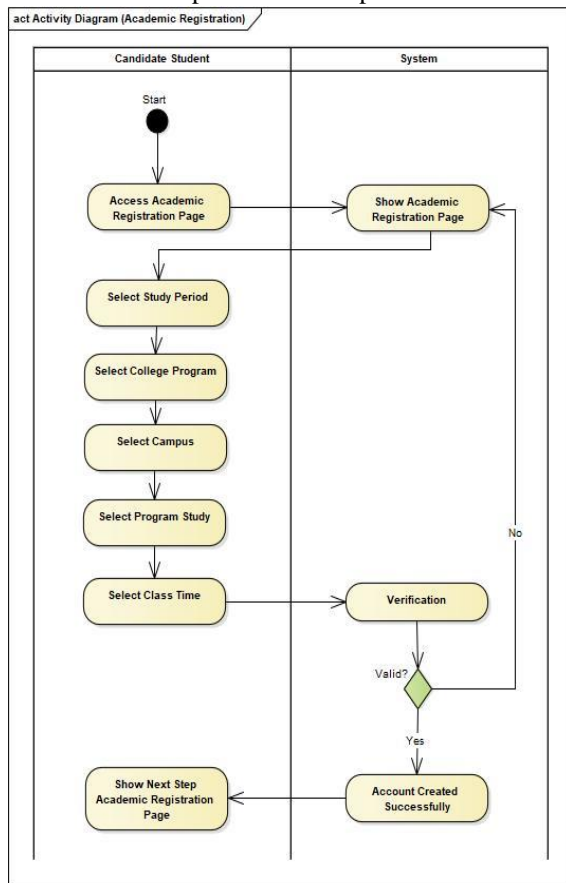 act Activity Diagram (Academic Registration)
Candidate Student
System
Start
Access Academic
Registration Page
Show Academic
Registration Page
Select Study Period
Select College Program
Select Campus
Select Program Study
No
Select Class Time
Verification
Valid?
Yes
Show Next Step
Academic Registration
Page
Account Created
Successfully